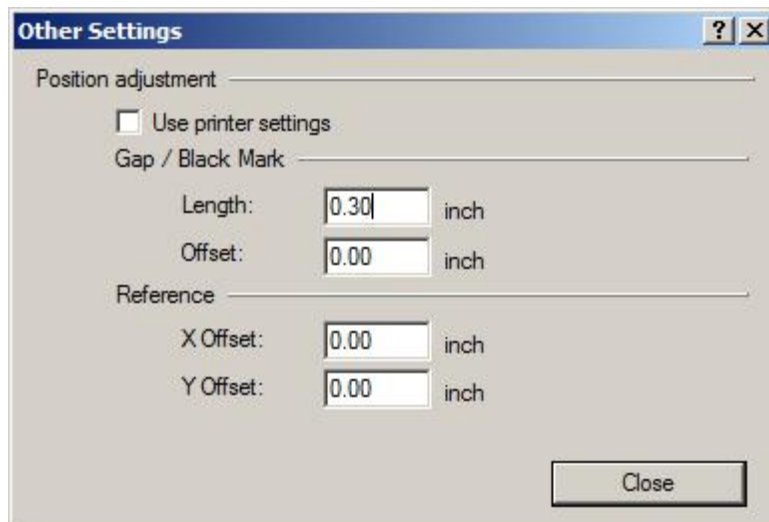 Other Settings
Position adjustment
Use printer settings
Gap / Black Mark
Length: 0.30 inch
Offset: 0.00 inch
Reference
X Offset: 0.00 inch
Y Offset: 0.00 inch
Close